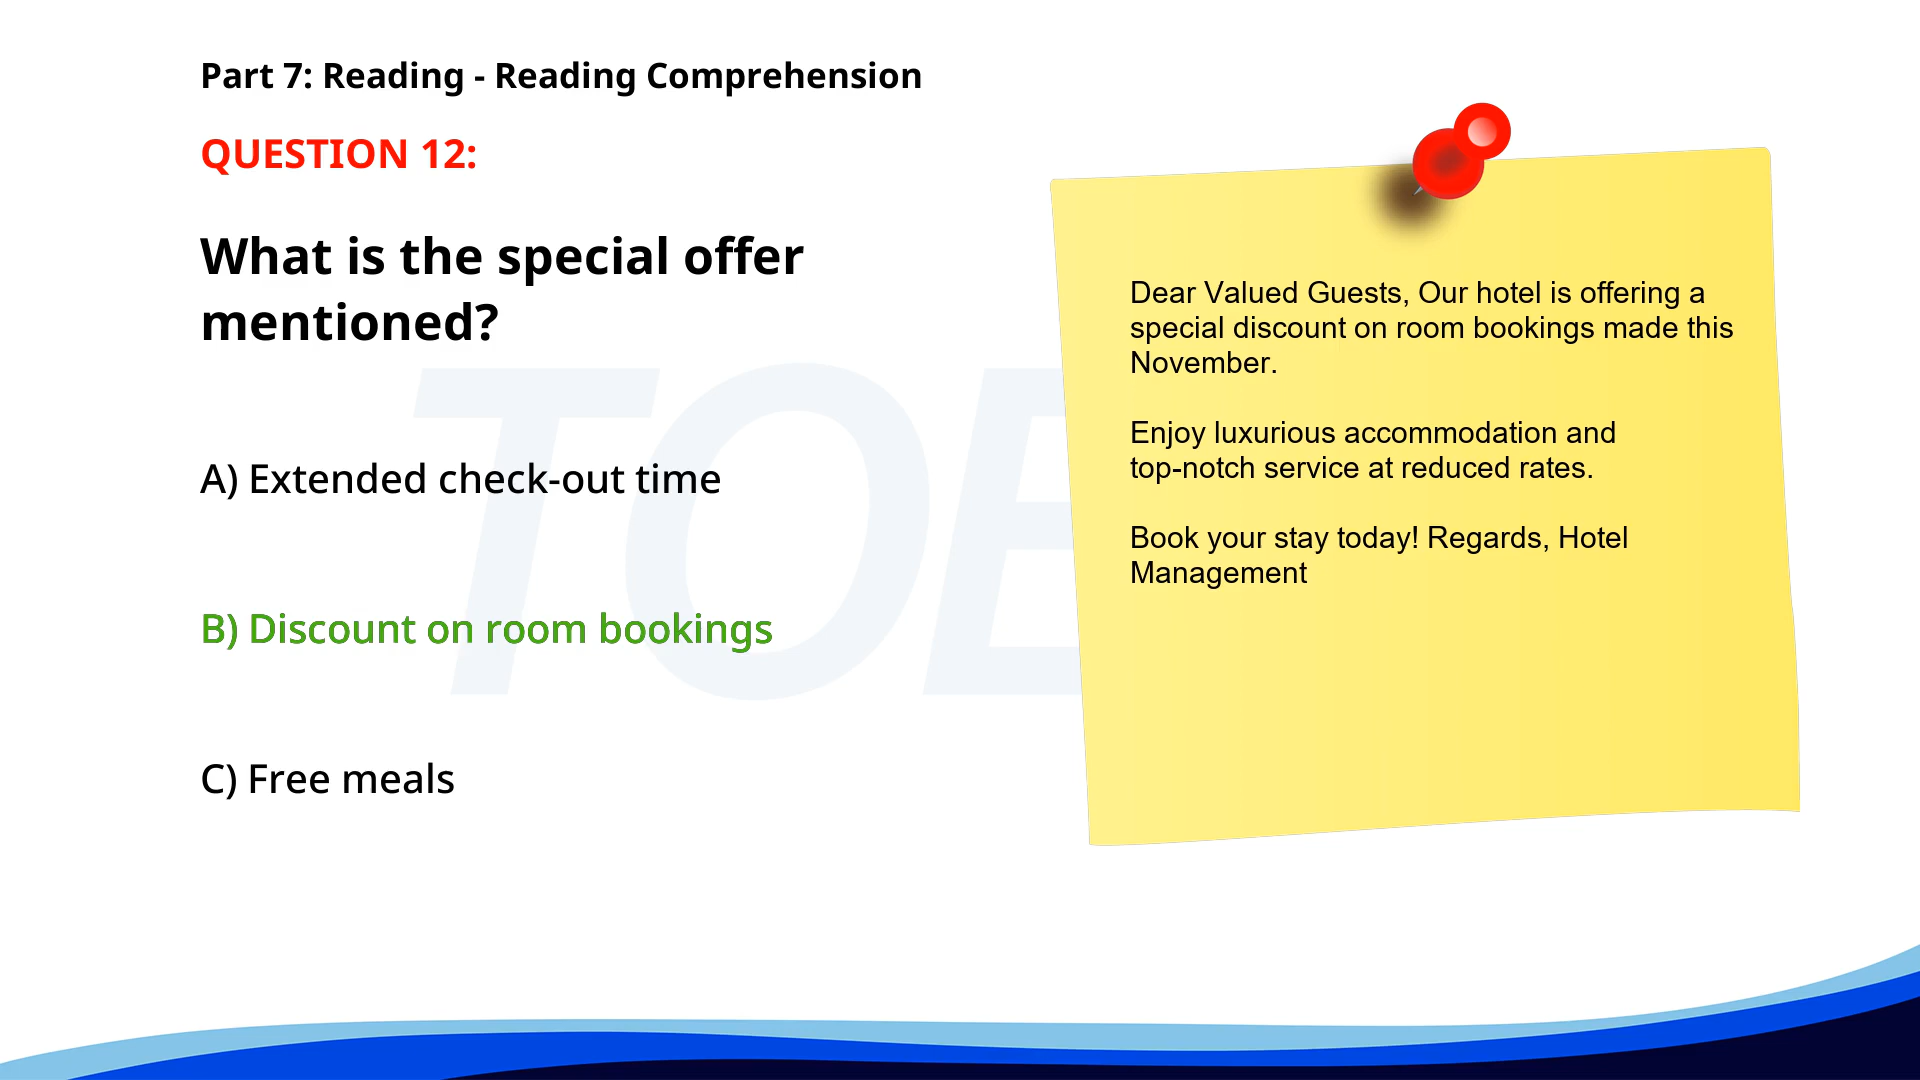 Part 7: Reading - Reading Comprehension
QUESTION 12:
What is the special offer
mentioned?
A) Extended check-out time
B) Discount on room bookings
C) Free meals
Dear Valued Guests, Our hotel is offering a
special discount on room bookings made this
November.
Enjoy luxurious accommodation and
top-notch service at reduced rates.
Book your stay today! Regards, Hotel
Management
TOE